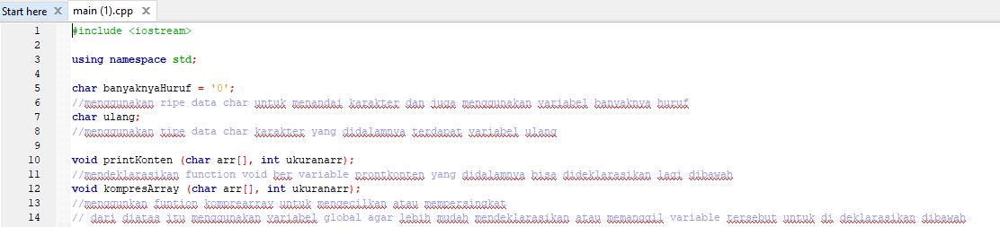 Start here X main (1).cpp X
1 #include <iostream>
2
3 using namespace std;
4
5 char banyaknyaHuruf = '0';
6 //menggunakan ripe data char untuk menandai karakter dan juga menggunakan variabel banyaknya huruf
7 char ulang;
8 //menggunakan tipe data char karakter yang didalamnya terdapat variabel ulang
9
10 void printKonten (char arr[], int ukuranarr);
11 //mendeklarasikan function void ber variable prontkonten yang didalamnya bisa dideklarasikan lagi dibawah
12 void kompresArray (char arr[], int ukuranarr);
13 //menggunkan funtion komprearray untuk mengecilkan atau mempersingkat
14 // dari diatas itu menggunakan variabel global agar lebih mudah mendeklarasikan atau memanggil variable tersebut untuk di deklarasikan dibawah